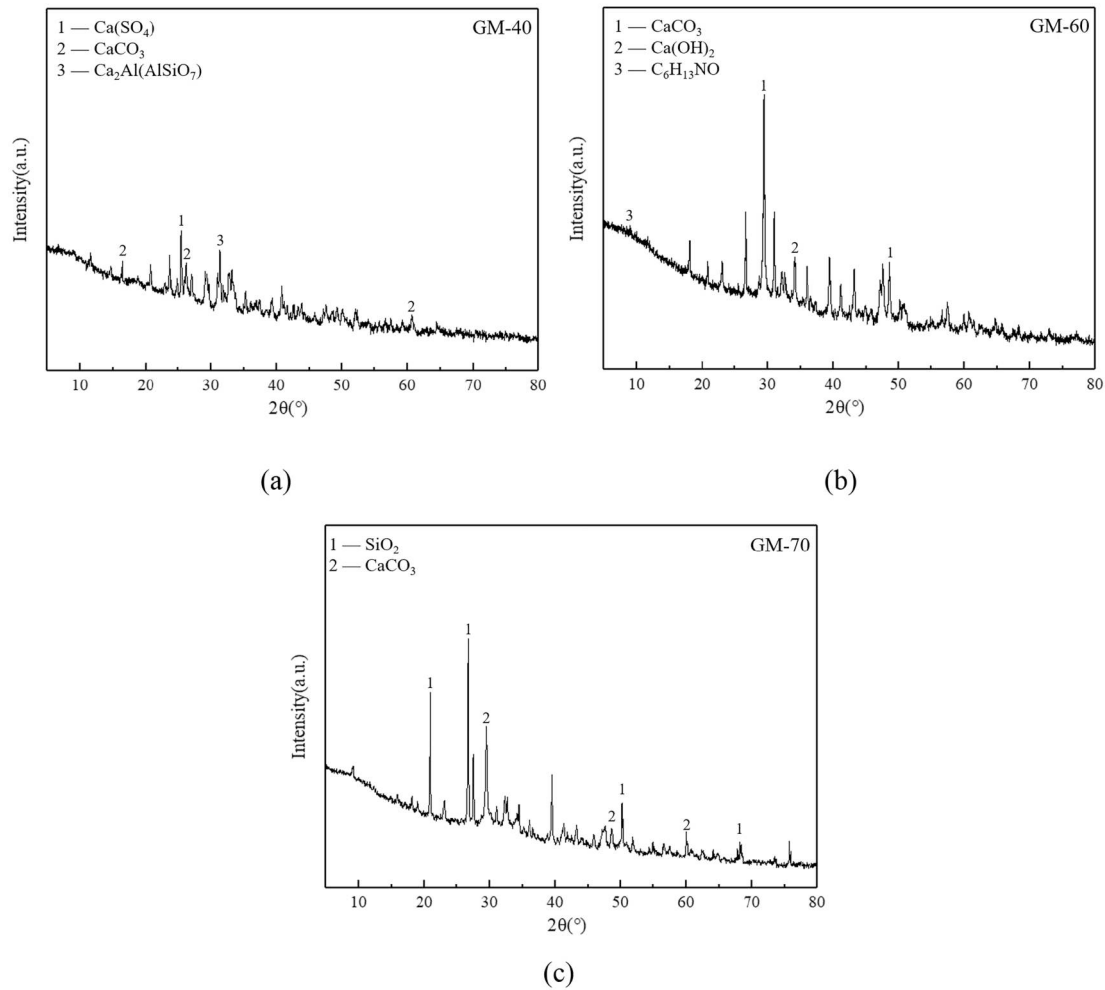 1 — Ca(SO₄)
2 — CaCO₃
3 — Ca₂Al(AlSiO₇)
GM-40
Intensity(a.u.)
2
1
2
3
2
10 20 30 40 50 60 70 80
2θ(°)
(a)
1 — CaCO₃
2 — Ca(OH)₂
3 — C₆H₁₃NO
GM-60
Intensity(a.u.)
3
1
2
1
10 20 30 40 50 60 70 80
2θ(°)
(b)
1 — SiO₂
2 — CaCO₃
GM-70
Intensity(a.u.)
1
1
2
2
1
2
1
10 20 30 40 50 60 70 80
2θ(°)
(c)